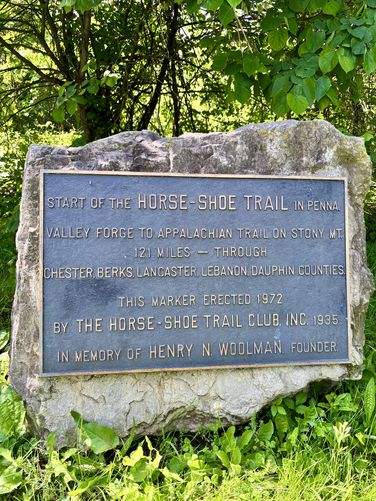 START OF THE HORSE-SHOE TRAIL IN PENNA.
VALLEY FORGE TO APPALACHIAN TRAIL ON STONY MT.
121 MILES — THROUGH
CHESTER, BERKS, LANCASTER, LEBANON, DAUPHIN COUNTIES.
THIS MARKER ERECTED 1972
BY THE HORSE-SHOE TRAIL CLUB, INC. 1935.
IN MEMORY OF HENRY N. WOOLMAN, FOUNDER.